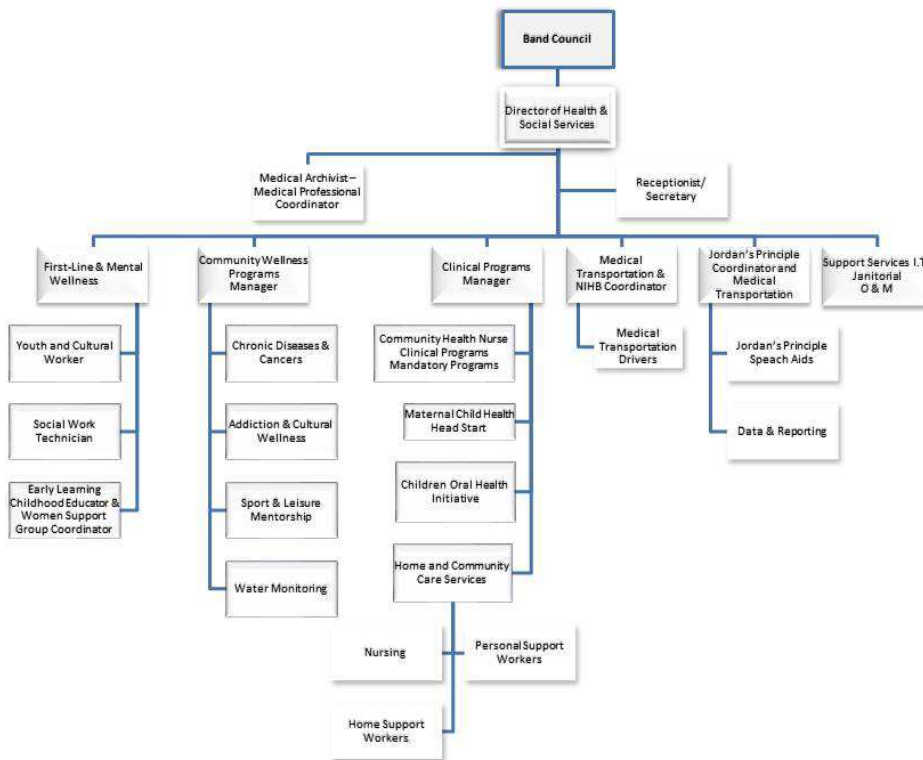 Band Council
Director of Health &
Social Services
Medical Archivist –
Medical Professional
Coordinator
Receptionist/
Secretary
First-Line & Mental
Wellness
Community Wellness
Programs
Manager
Clinical Programs
Manager
Medical
Transportation &
NIHB Coordinator
Jordan's Principle
Coordinator and
Medical
Transportation
Support Services I.T
Janitorial
O & M
Youth and Cultural
Worker
Social Work
Technician
Early Learning
Childhood Educator &
Women Support
Group Coordinator
Chronic Diseases &
Cancers
Addiction & Cultural
Wellness
Sport & Leisure
Mentorship
Water Monitoring
Community Health Nurse
Clinical Programs
Mandatory Programs
Maternal Child Health
Head Start
Children Oral Health
Initiative
Home and Community
Care Services
Nursing
Personal Support
Workers
Home Support
Workers
Medical
Transportation
Drivers
Jordan's Principle
Speach Aids
Data & Reporting